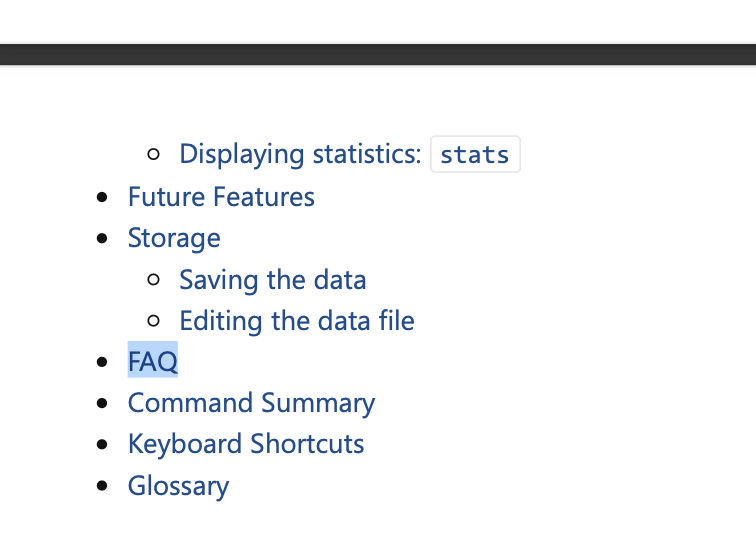 Displaying statistics: stats
Future Features
Storage
Saving the data
Editing the data file
FAQ
Command Summary
Keyboard Shortcuts
Glossary